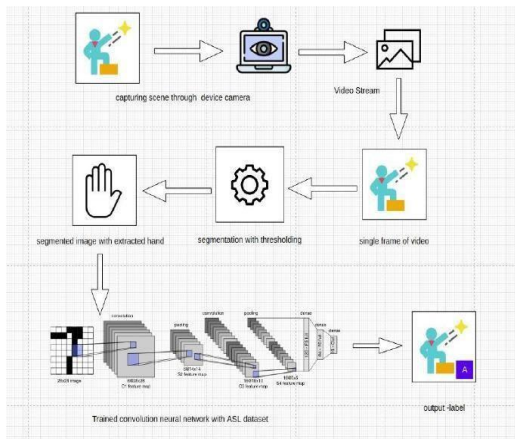 capturing scene through device camera
Video Stream
segmented image with extracted hand
segmentation with thresholding
single frame of video
convolution
pooling
convolution
pooling
dense
dense
dense
28x28 image
C1 feature map
S2 feature map
C3 feature map
S4 feature map
A
Trained convolution neural network with ASL dataset
output -label